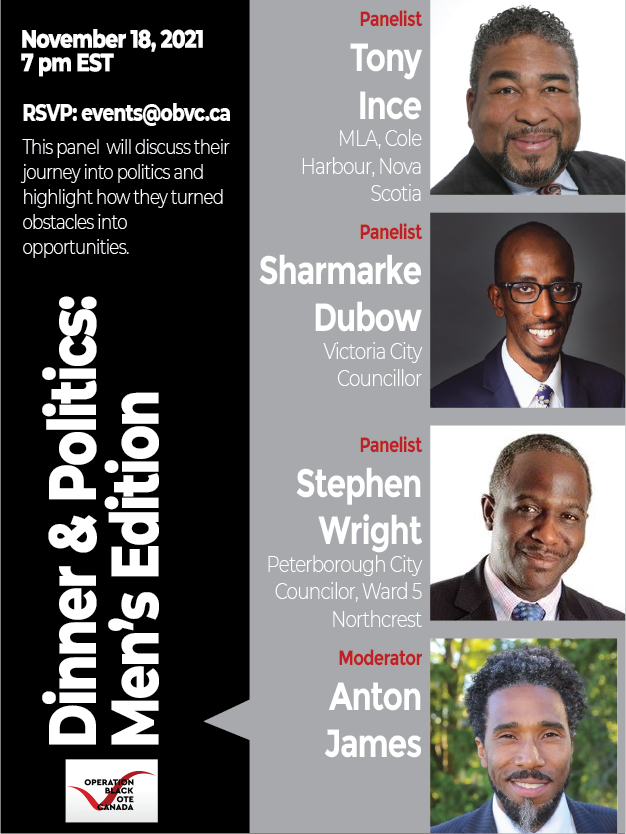 November 18, 2021
7 pm EST
RSVP: events@obvc.ca
This panel will discuss their
journey into politics and
highlight how they turned
obstacles into
opportunities.
Dinner & Politics:
Men's Edition
OPERATION
BLACK
OTE
CANADA
Panelist
Tony
Ince
MLA, Cole
Harbour, Nova
Scotia
Panelist
Sharmarke
Dubow
Victoria City
Councillor
Panelist
Stephen
Wright
Peterborough City
Councilor, Ward 5
Northcrest
Moderator
Anton
James